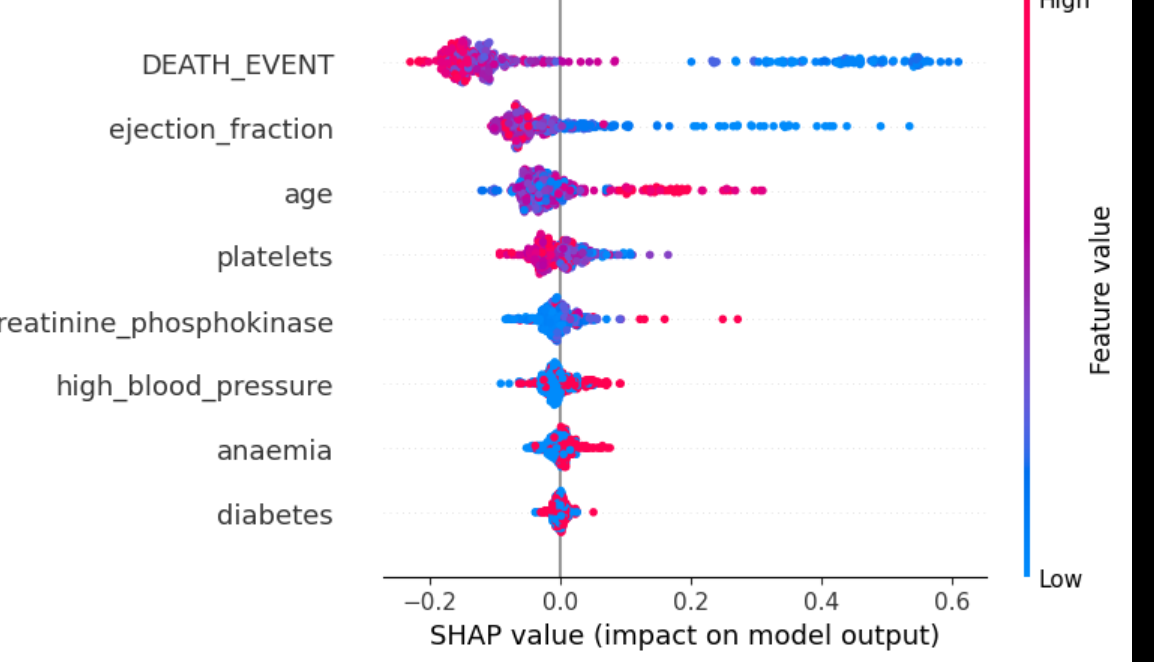 High
DEATH_EVENT
ejection_fraction
age
platelets
reatinine_phosphokinase
high_blood_pressure
anaemia
diabetes
Feature value
Low
−0.2 0.0 0.2 0.4 0.6
SHAP value (impact on model output)